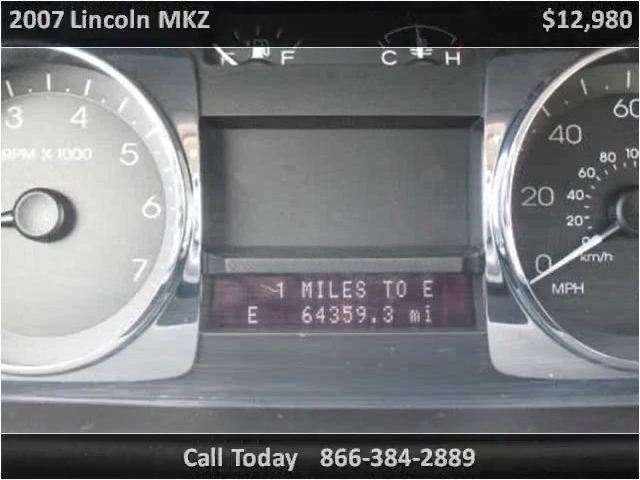 2007 Lincoln MKZ $12,980
F C H
3 4 5 6 7
RPM X 1000
20 40 60
20 40 60 80
0 km/h
0 MPH
1 MILES TO E
E 64359.3 mi
Call Today 866-384-2889